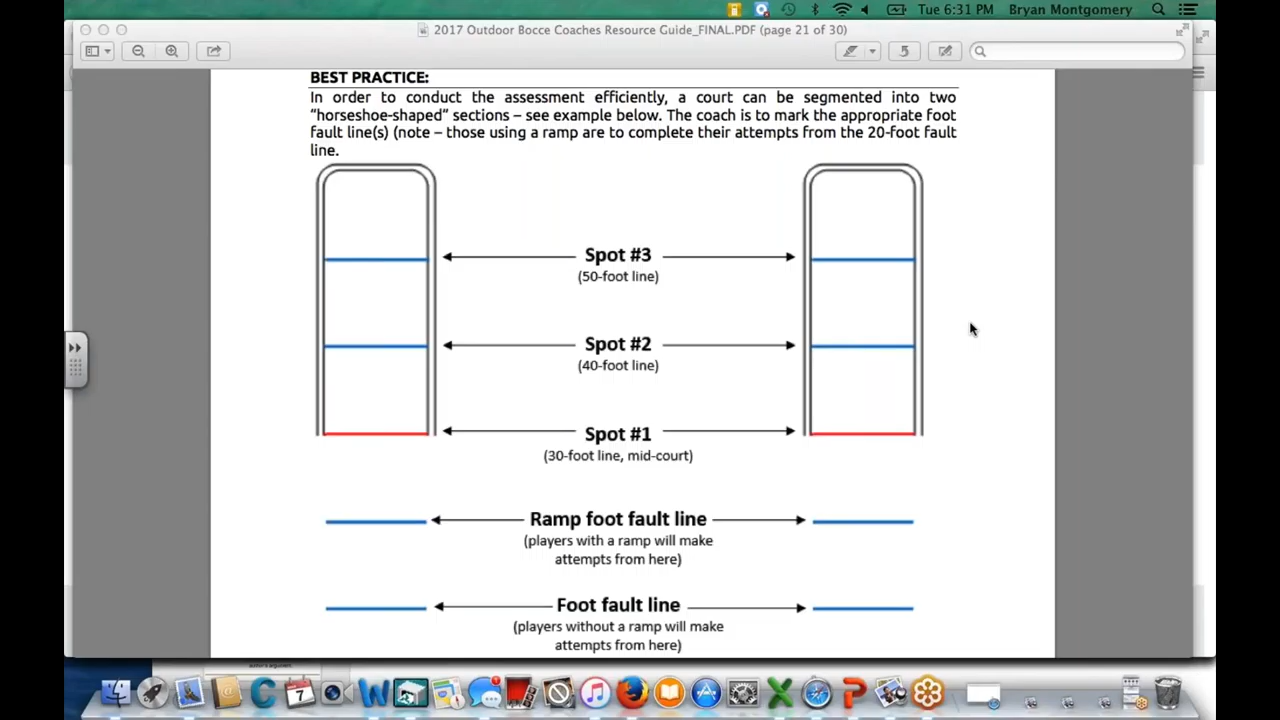 Tue 6:31 PM Bryan Montgomery
2017 Outdoor Bocce Coaches Resource Guide_FINAL.PDF (page 21 of 30)
BEST PRACTICE:
In order to conduct the assessment efficiently, a court can be segmented into two
“horseshoe-shaped” sections – see example below. The coach is to mark the appropriate foot
fault line(s) (note – those using a ramp are to complete their attempts from the 20-foot fault
line.
Spot #3
(50-foot line)
Spot #2
(40-foot line)
Spot #1
(30-foot line, mid-court)
Ramp foot fault line
(players with a ramp will make
attempts from here)
Foot fault line
(players without a ramp will make
attempts from here)
author's argument.
7